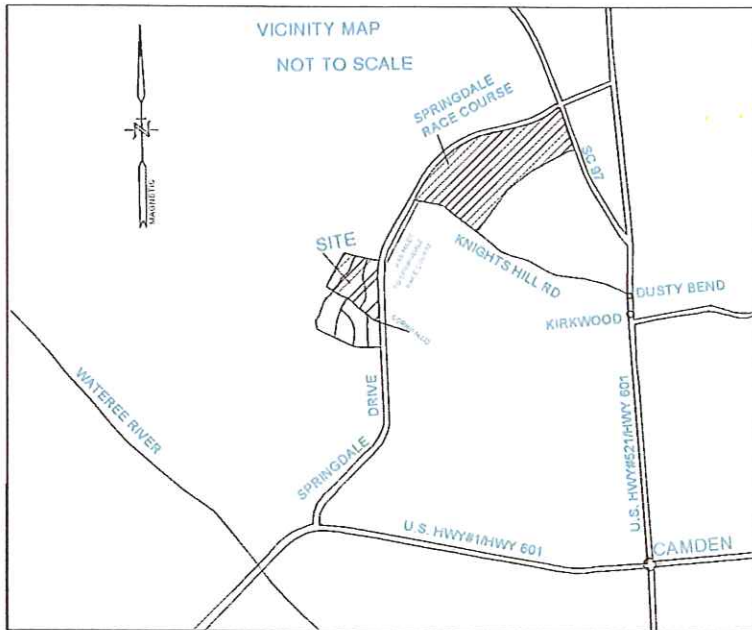 VICINITY MAP
NOT TO SCALE
N
MAGNETIC
SPRINGDALE
RACE COURSE
SC 97
SITE
KNIGHTS HILL RD
DUSTY BEND
KIRKWOOD
WATEREE RIVER
SPRINGDALE DRIVE
U.S. HWY#521/HWY 601
U.S. HWY#1/HWY 601
CAMDEN